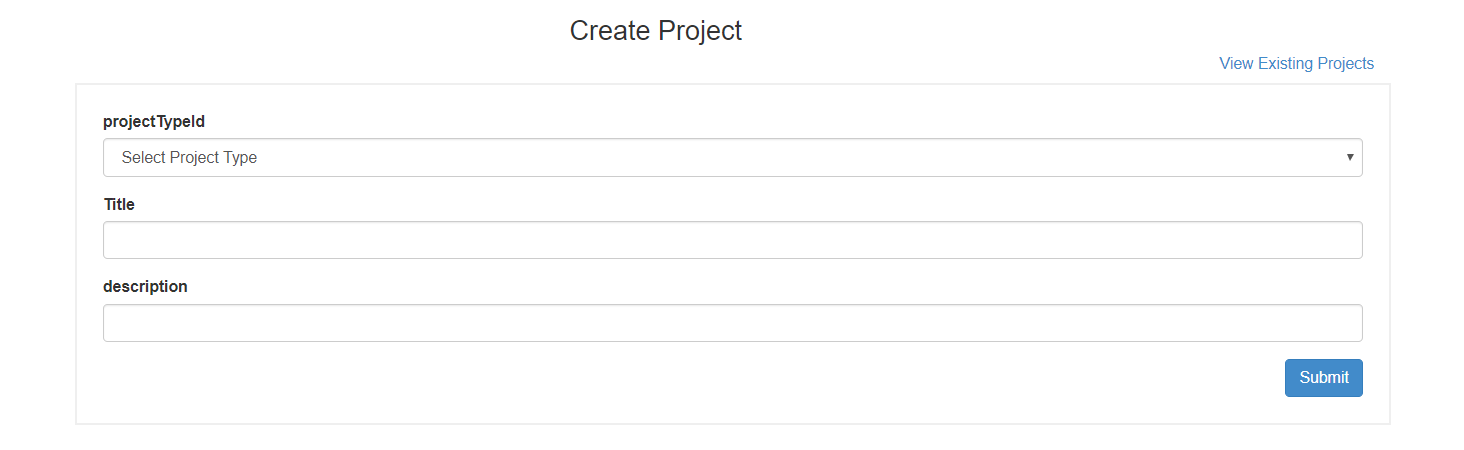 Create Project
View Existing Projects
projectTypeId
Select Project Type
Title
description
Submit